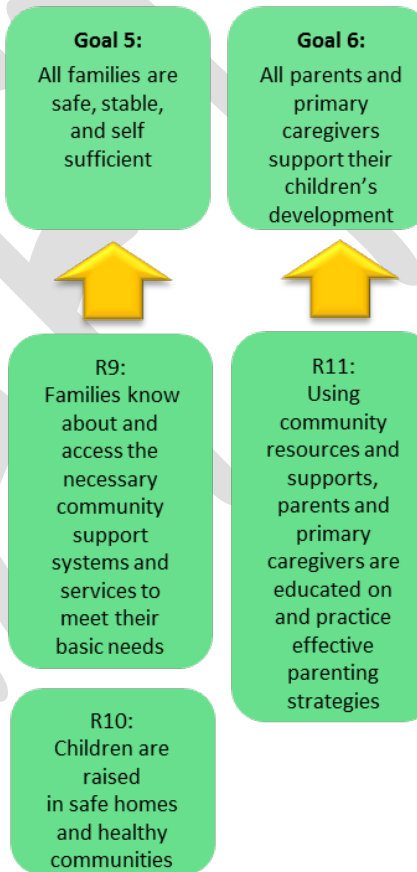 Goal 5:
All families are
safe, stable,
and self
sufficient
Goal 6:
All parents and
primary
caregivers
support their
children's
development
R9:
Families know
about and
access the
necessary
community
support
systems and
services to
meet their
basic needs
R11:
Using
community
resources and
supports,
parents and
primary
caregivers are
educated on
and practice
effective
parenting
strategies
R10:
Children are
raised
in safe homes
and healthy
communities